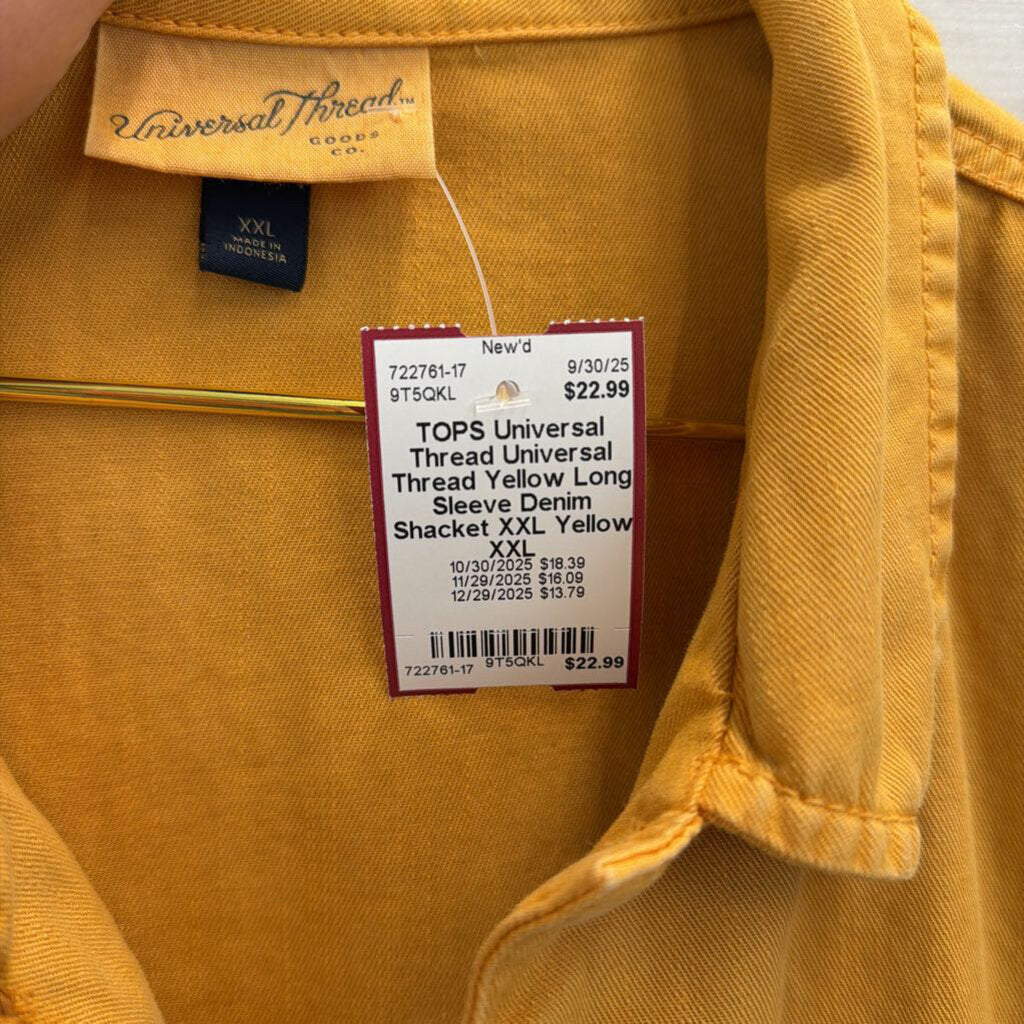 Universal Thread.™
GOODS
CO.
XXL
MADE IN
INDONESIA
New'd
722761-17 9/30/25
9T5QKL $22.99
TOPS Universal
Thread Universal
Thread Yellow Long
Sleeve Denim
Shacket XXL Yellow
XXL
10/30/2025 $18.39
11/29/2025 $16.09
12/29/2025 $13.79
722761-17 9T5QKL $22.99